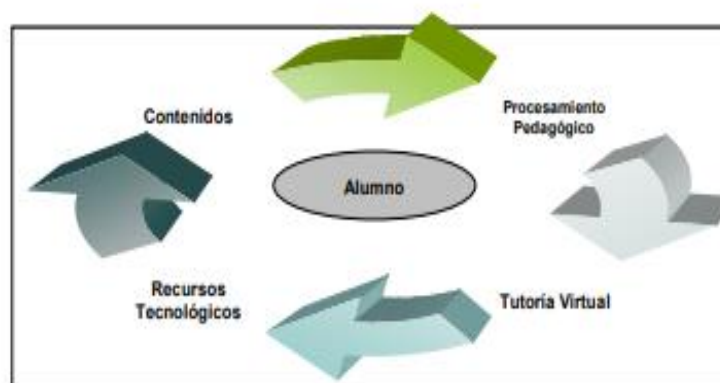 Contenidos
Procesamiento
Pedagógico
Alumno
Recursos
Tecnológicos
Tutoría Virtual